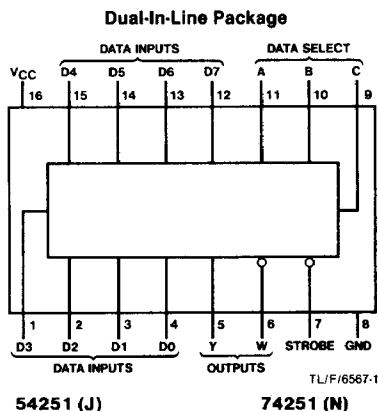 Dual-In-Line Package
DATA INPUTS DATA SELECT
VCC D4 D5 D6 D7 A B C
16 15 14 13 12 11 10 9
1 2 3 4 5 6 7 8
D3 D2 D1 D0 Y W STROBE GND
DATA INPUTS OUTPUTS
TL/F/6567-1
54251 (J) 74251 (N)